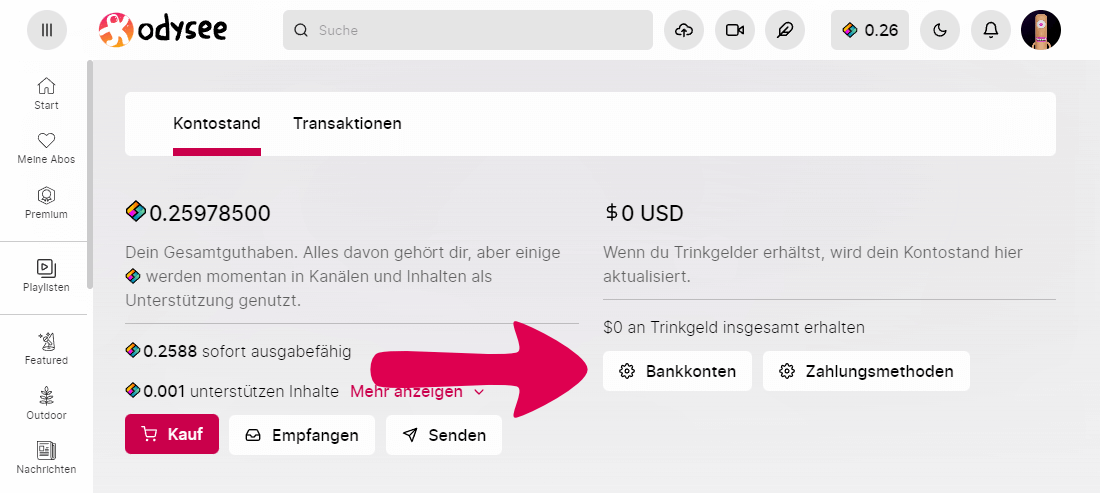 odysee
Suche
0.26
Start
Meine Abos
Premium
Playlisten
Featured
Outdoor
Nachrichten
Kontostand
Transaktionen
0.25978500
Dein Gesamtguthaben. Alles davon gehört dir, aber einige
werden momentan in Kanälen und Inhalten als
Unterstützung genutzt.
0.2588 sofort ausgabefähig
0.001 unterstützen Inhalte Mehr anzeigen
Kauf
Empfangen
Senden
$0 USD
Wenn du Trinkgelder erhältst, wird dein Kontostand hier
aktualisiert.
$0 an Trinkgeld insgesamt erhalten
Bankkonten
Zahlungsmethoden